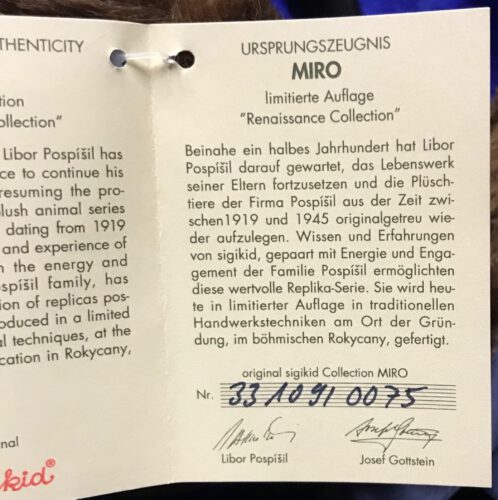 THENTICITY
tion
ollection"
Libor Pospíšil has
ce to continue his
resuming the pro-
lush animal series
dating from 1919
and experience of
h the energy and
ospíšil family, has
ion of replicas pos-
oduced in a limited
al techniques, at the
cation in Rokycany,
nal
kid®
URSPRUNGSZEUGNIS
MIRO
limitierte Auflage
"Renaissance Collection"
Beinahe ein halbes Jahrhundert hat Libor
Pospíšil darauf gewartet, das Lebenswerk
seiner Eltern fortzusetzen und die Plüsch-
tiere der Firma Pospíšil aus der Zeit zwi-
schen1919 und 1945 originalgetreu wie-
der aufzulegen. Wissen und Erfahrungen
von sigikid, gepaart mit Energie und Enga-
gement der Familie Pospíšil ermöglichten
diese wertvolle Replika-Serie. Sie wird heu-
te in limitierter Auflage in traditionellen
Handwerkstechniken am Ort der Grün-
dung, im böhmischen Rokycany, gefertigt.
original sigikid Collection MIRO
Nr. 33 10 91 0075
Libor Pospíšil Josef Gottstein